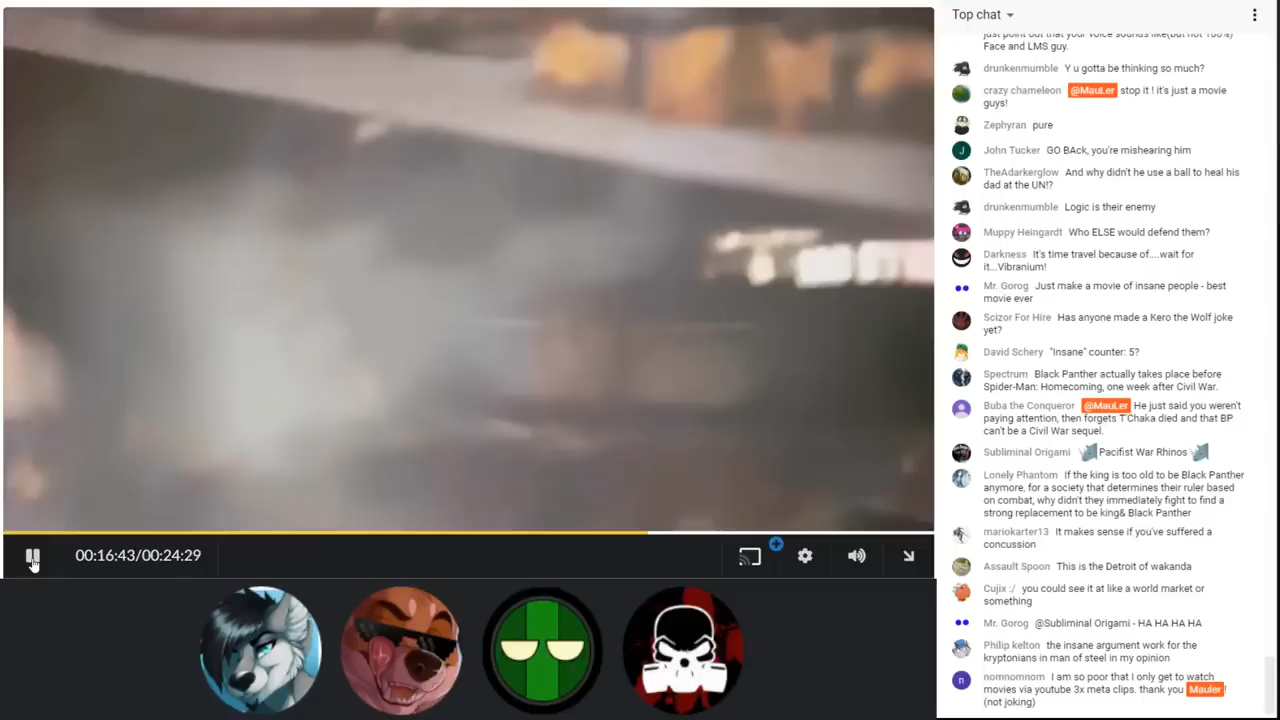 Top chat
just point out that your voice sounds like(but not 100%)
Face and LMS guy.
drunkenmumble Y u gotta be thinking so much?
crazy chameleon @MauLer stop it ! it's just a movie
guys!
Zephyran pure
John Tucker GO BAck, you're mishearing him
TheAdarkerglow And why didn't he use a ball to heal his
dad at the UN!?
drunkenmumble Logic is their enemy
Muppy Heingardt Who ELSE would defend them?
Darkness It's time travel because of....wait for
it...Vibranium!
Mr. Gorog Just make a movie of insane people - best
movie ever
Scizor For Hire Has anyone made a Kero the Wolf joke
yet?
David Schery "Insane" counter: 5?
Spectrum Black Panther actually takes place before
Spider-Man: Homecoming, one week after Civil War.
Buba the Conqueror @MauLer He just said you weren't
paying attention, then forgets T'Chaka died and that BP
can't be a Civil War sequel.
Subliminal Origami Pacifist War Rhinos
Lonely Phantom If the king is too old to be Black Panther
anymore, for a society that determines their ruler based
on combat, why didn't they immediately fight to find a
strong replacement to be king& Black Panther
mariokarter13 It makes sense if you've suffered a
concussion
Assault Spoon This is the Detroit of wakanda
Cujix :/ you could see it at like a world market or
something
Mr. Gorog @Subliminal Origami - HA HA HA HA
Philip kelton the insane argument work for the
kryptonians in man of steel in my opinion
n nomnomnom I am so poor that I only get to watch
movies via youtube 3x meta clips. thank you Mauler !
(not joking)
00:16:43/00:24:29